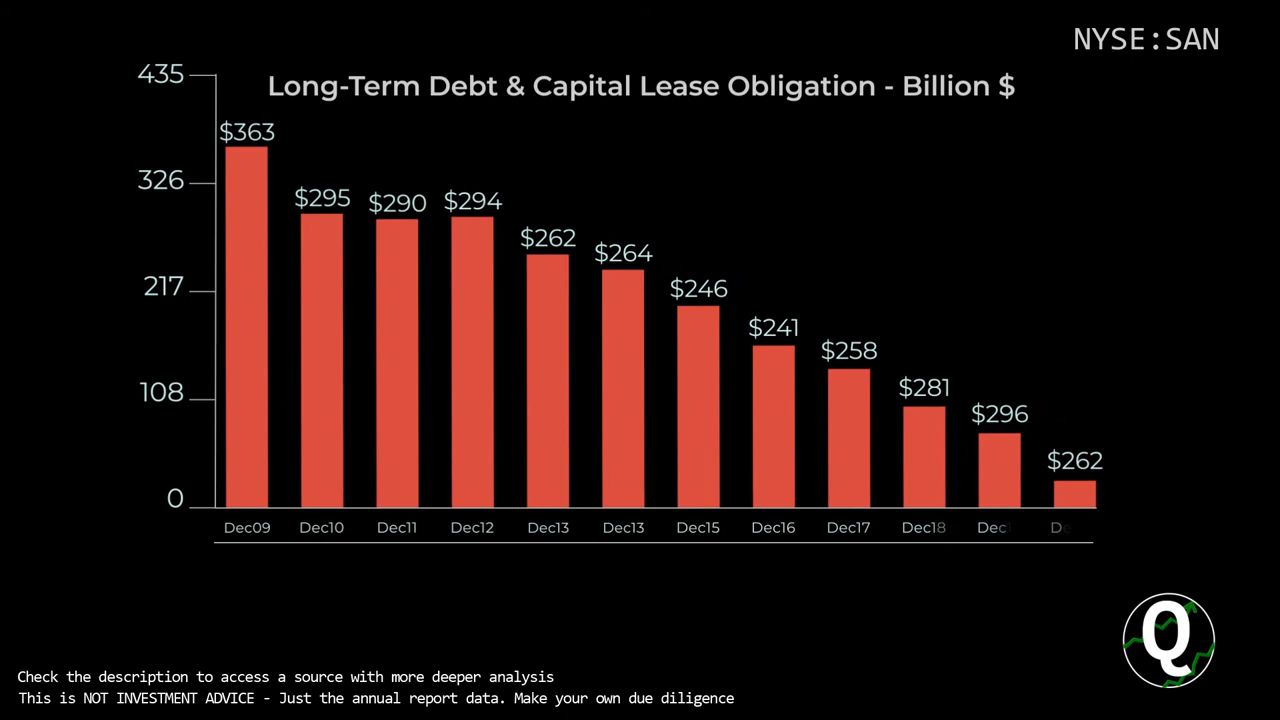 NYSE:SAN
Long-Term Debt & Capital Lease Obligation - Billion $
435
326
217
108
0
$363
$295
$290
$294
$262
$264
$246
$241
$258
$281
$296
$262
Dec09 Dec10 Dec11 Dec12 Dec13 Dec13 Dec15 Dec16 Dec17 Dec18 Dec De
Q
Check the description to access a source with more deeper analysis
This is NOT INVESTMENT ADVICE - Just the annual report data. Make your own due diligence